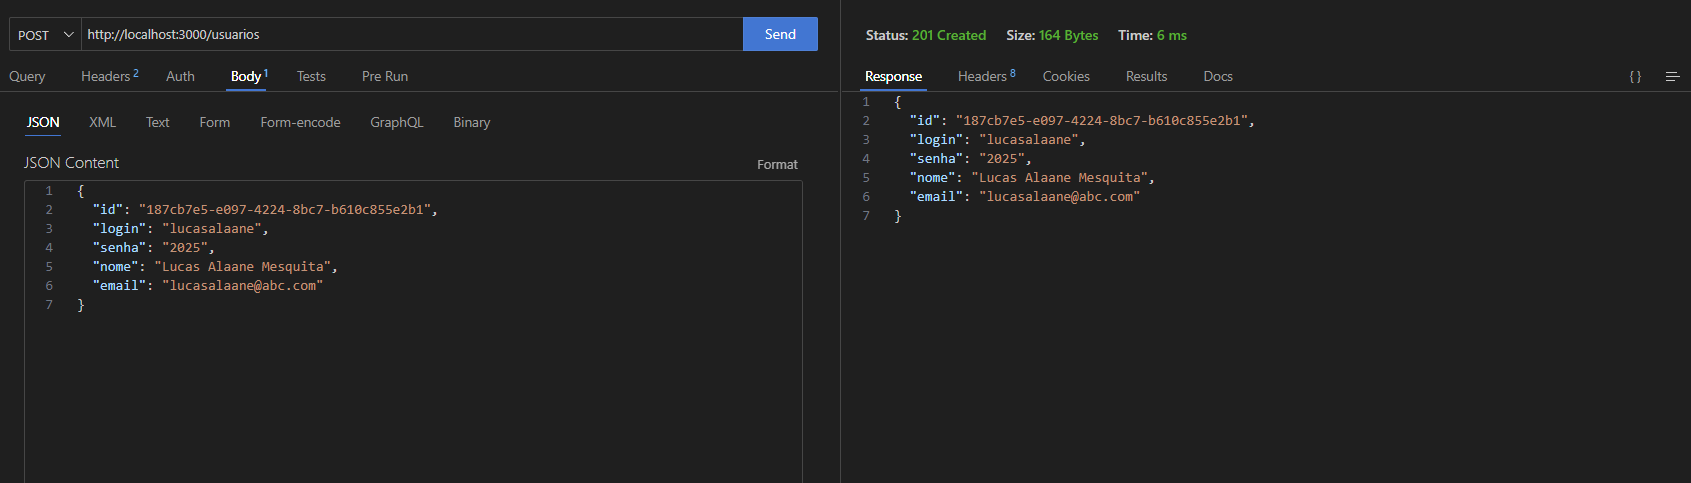 POST http://localhost:3000/usuarios Send
Query Headers 2 Auth Body 1 Tests Pre Run
JSON XML Text Form Form-encode GraphQL Binary
JSON Content Format
1 {
2 "id": "187cb7e5-e097-4224-8bc7-b610c855e2b1",
3 "login": "lucasalaane",
4 "senha": "2025",
5 "nome": "Lucas Alaane Mesquita",
6 "email": "lucasalaane@abc.com"
7 }
Status: 201 Created Size: 164 Bytes Time: 6 ms
Response Headers 8 Cookies Results Docs { }
1 {
2 "id": "187cb7e5-e097-4224-8bc7-b610c855e2b1",
3 "login": "lucasalaane",
4 "senha": "2025",
5 "nome": "Lucas Alaane Mesquita",
6 "email": "lucasalaane@abc.com"
7 }